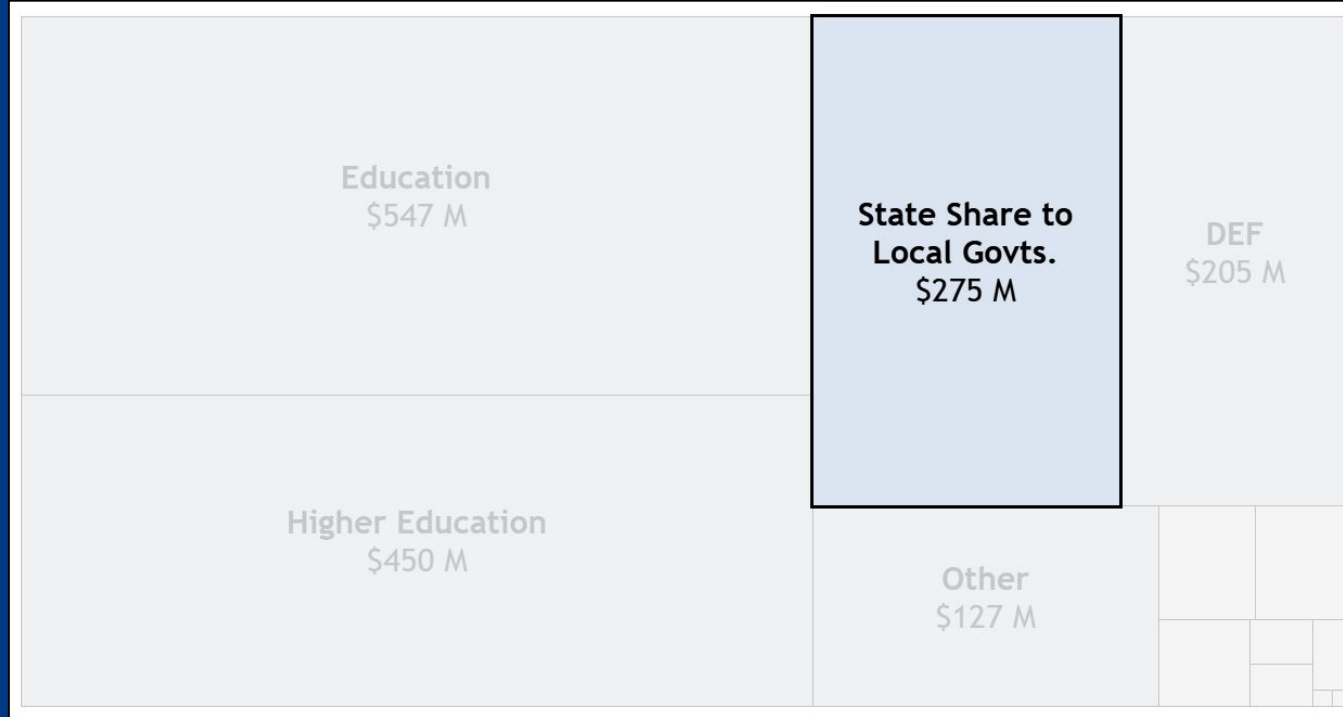 Education
$547 M
State Share to
Local Govts.
$275 M
DEF
$205 M
Higher Education
$450 M
Other
$127 M